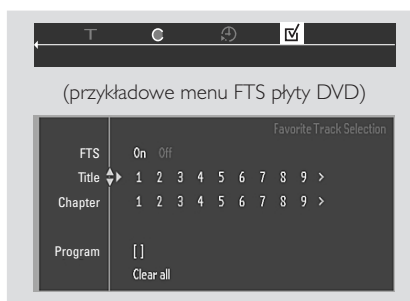 T C
(przykładowe menu FTS płyty DVD)
Favorite Track Selection
FTS On Off
Title 1 2 3 4 5 6 7 8 9 >
Chapter 1 2 3 4 5 6 7 8 9 >
Program [ ]
Clear all